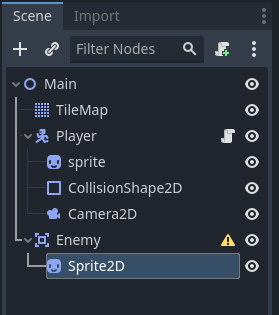 Scene Import
Filter Nodes
Main
TileMap
Player
sprite
CollisionShape2D
Camera2D
Enemy
Sprite2D